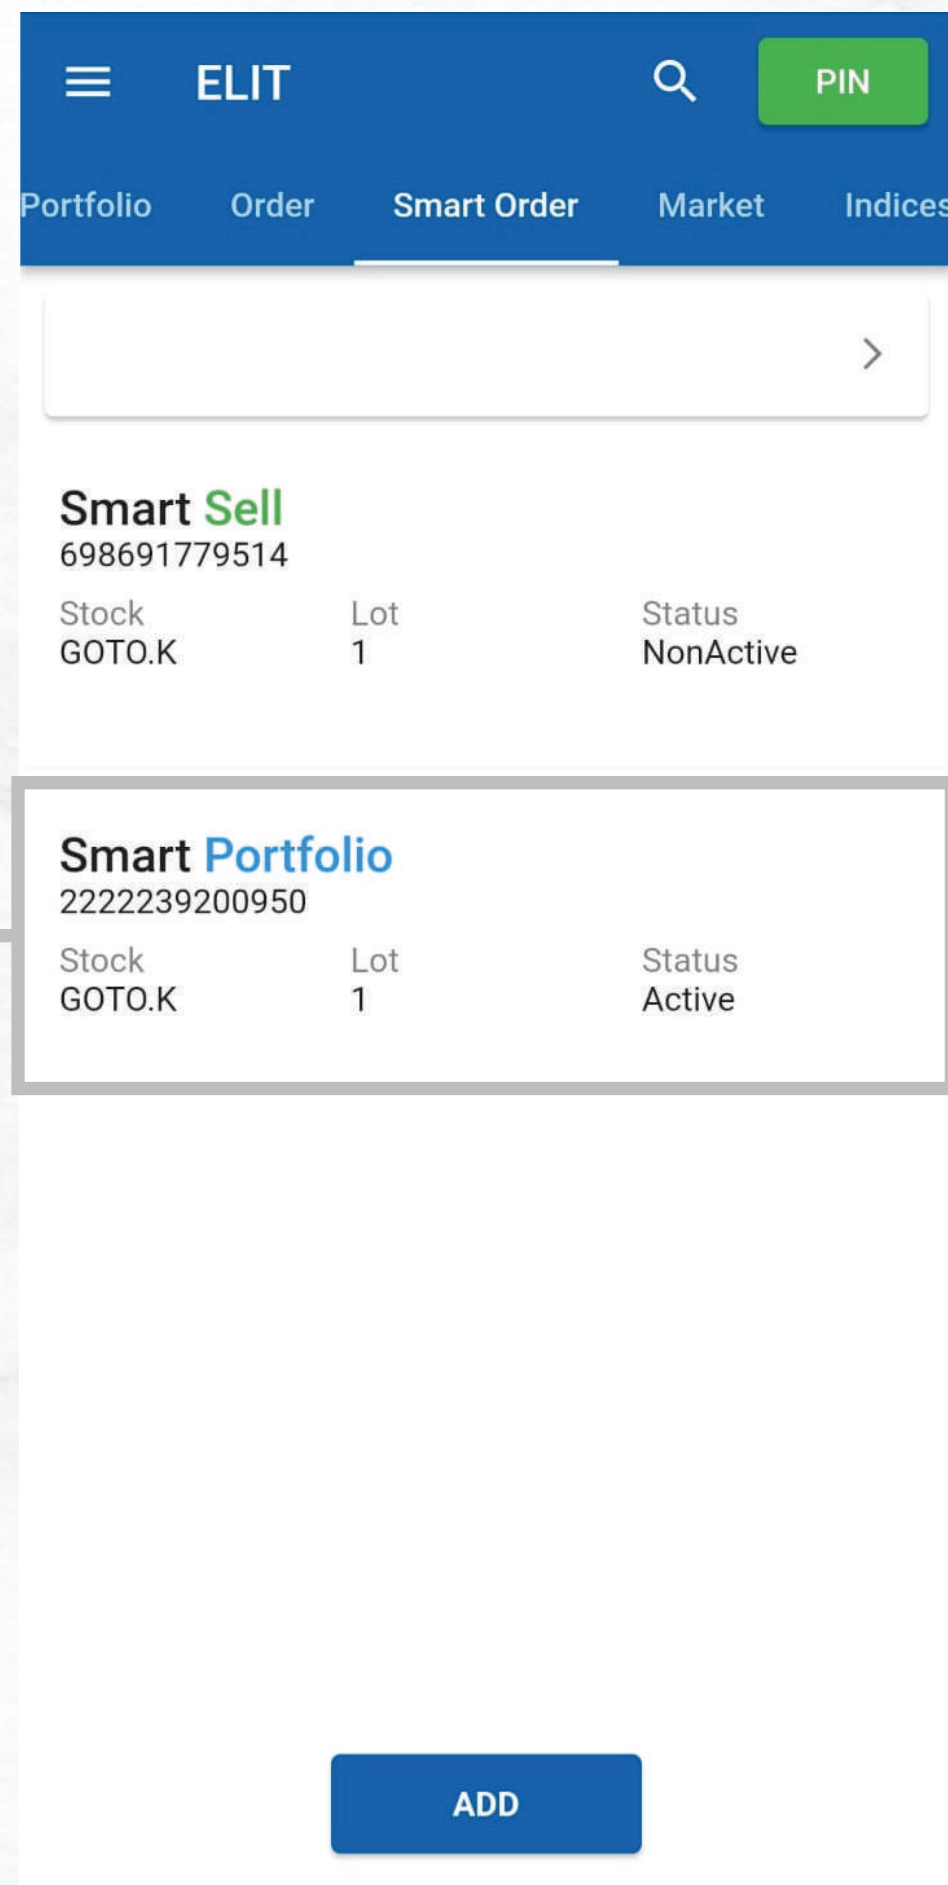 ELIT
PIN
Portfolio Order Smart Order Market Indices
Smart Sell
698691779514
Stock Lot Status
GOTO.K 1 NonActive
Smart Portfolio
2222239200950
Stock Lot Status
GOTO.K 1 Active
ADD